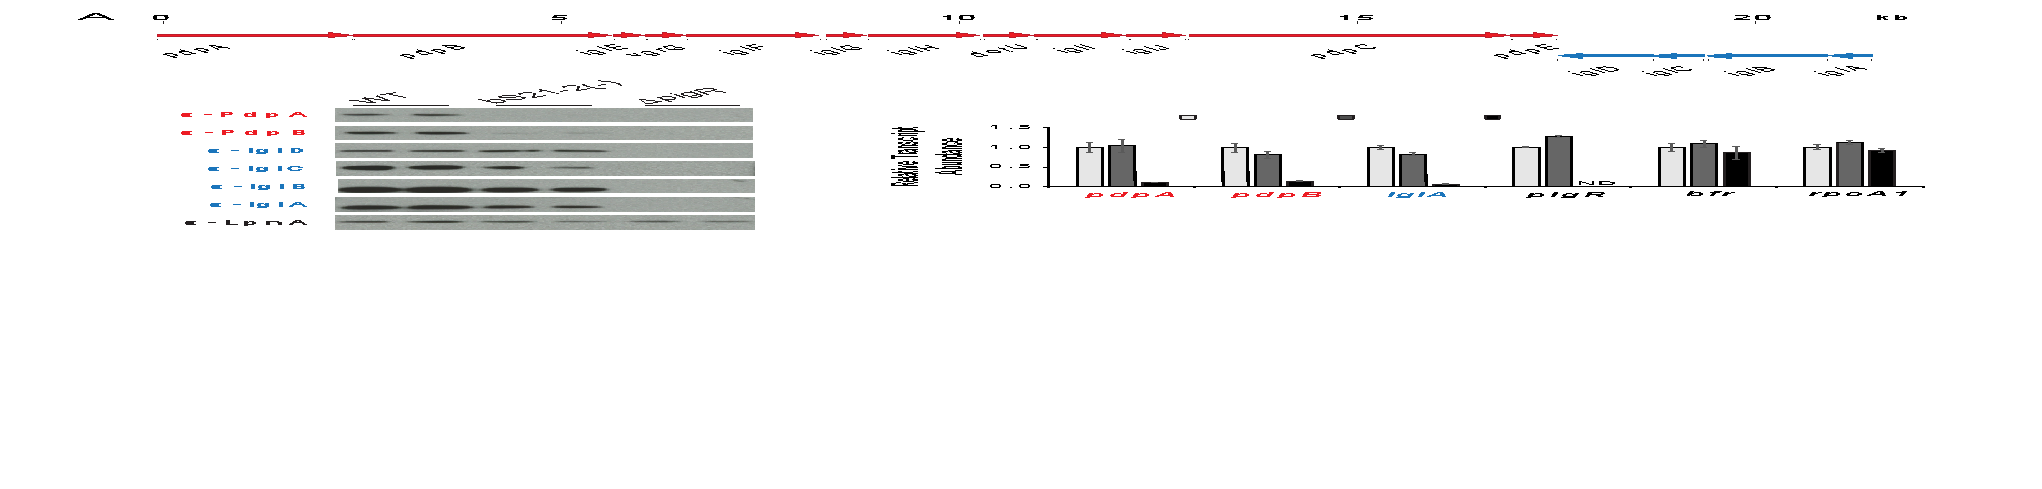 A 0 5 10 15 20 kb
pdpA pdpB iglE vgrG iglF iglG iglH dotU iglI iglJ pdpC pdpE
iglD iglC iglB iglA
WT bS21-2(-) ΔpigR
α-PdpA
α-PdpB
α-IglD
α-IglC
α-IglB
α-IglA
α-LpnA
Relative Transcript
Abundance
1.5
1.0
0.5
0.0
ND
pdpA pdpB iglA pigR bfr rpoA1